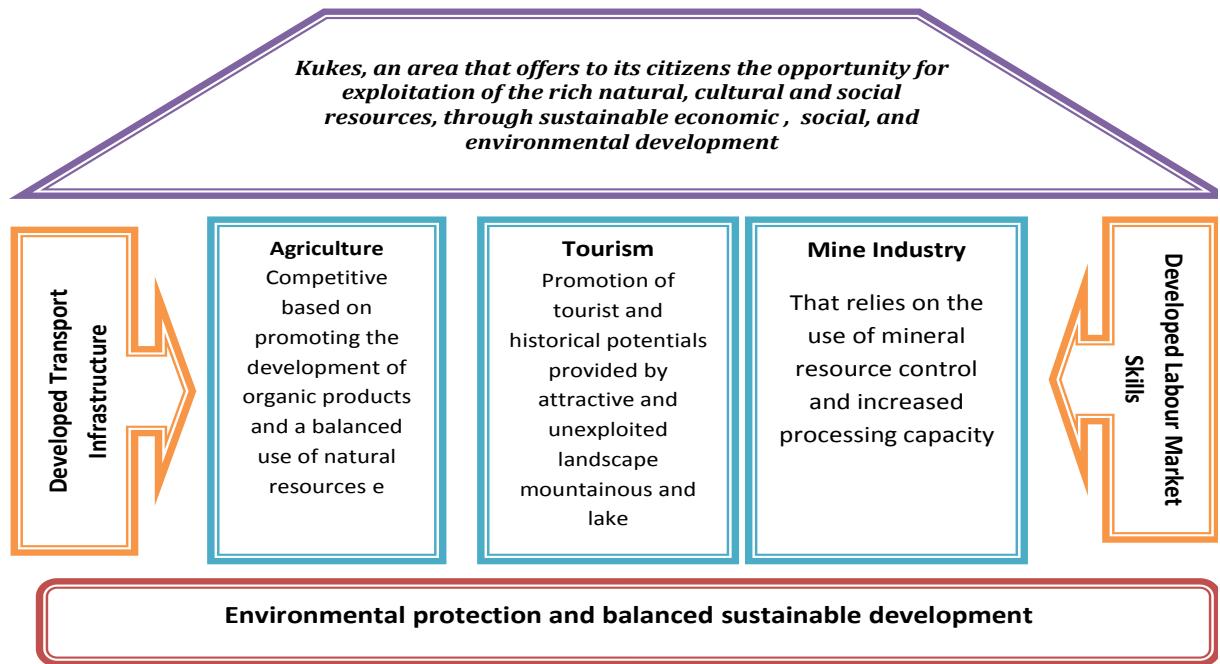 Kukes, an area that offers to its citizens the opportunity for
exploitation of the rich natural, cultural and social
resources, through sustainable economic , social, and
environmental development
Developed Transport
Infrastructure
Agriculture
Competitive
based on
promoting the
development of
organic products
and a balanced
use of natural
resources e
Tourism
Promotion of
tourist and
historical potentials
provided by
attractive and
unexploited
landscape
mountainous and
lake
Mine Industry
That relies on the
use of mineral
resource control
and increased
processing capacity
Developed Labour Market
Skills
Environmental protection and balanced sustainable development